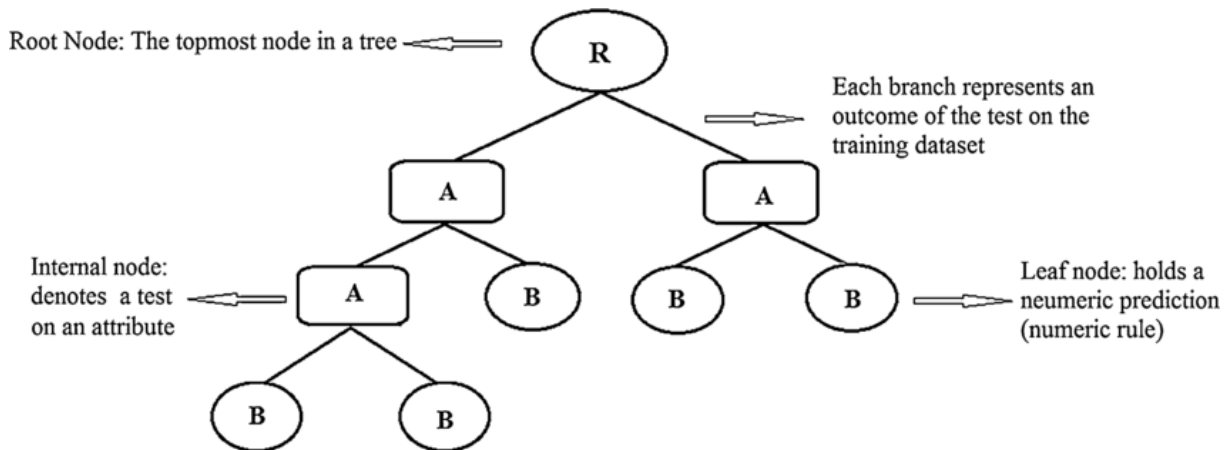 Root Node: The topmost node in a tree
R
Each branch represents an
outcome of the test on the
training dataset
A
A
Internal node:
denotes a test
on an attribute
A
B
B
B
Leaf node: holds a
neumeric prediction
(numeric rule)
B
B